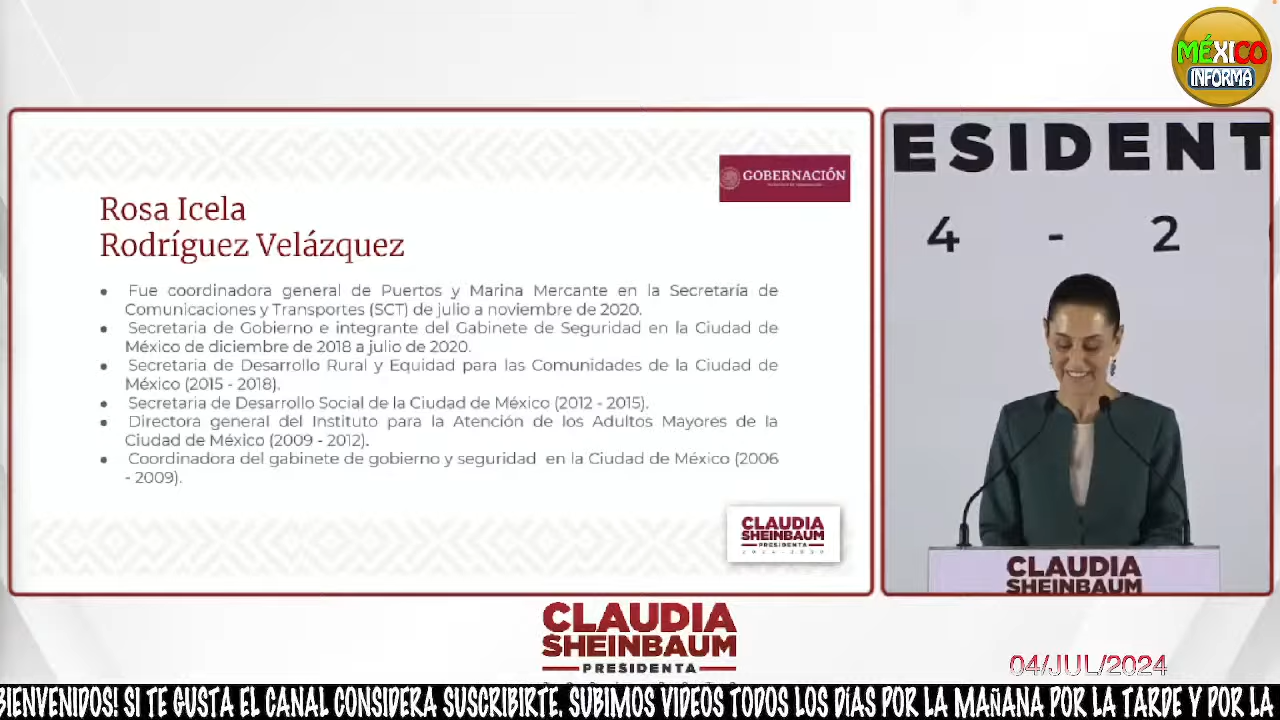 MÉXICO
INFORMA
GOBERNACIÓN
Rosa Icela
Rodríguez Velázquez
• Fue coordinadora general de Puertos y Marina Mercante en la Secretaría de
Comunicaciones y Transportes (SCT) de julio a noviembre de 2020.
• Secretaria de Gobierno e integrante del Gabinete de Seguridad en la Ciudad de
México de diciembre de 2018 a julio de 2020.
• Secretaria de Desarrollo Rural y Equidad para las Comunidades de la Ciudad de
México (2015 - 2018).
• Secretaria de Desarrollo Social de la Ciudad de México (2012 - 2015).
• Directora general del Instituto para la Atención de los Adultos Mayores de la
Ciudad de México (2009 - 2012).
• Coordinadora del gabinete de gobierno y seguridad en la Ciudad de México (2006
- 2009).
CLAUDIA
SHEINBAUM
PRESIDENTA
ESIDENT
4 - 2
CLAUDIA
SHEINBAUM
CLAUDIA
SHEINBAUM
PRESIDENTA
04/JUL/2024
BIENVENIDOS! SI TE GUSTA EL CANAL CONSIDERA SUSCRIBIRTE. SUBIMOS VIDEOS TODOS LOS DÍAS POR LA MAÑANA POR LA TARDE Y POR LA